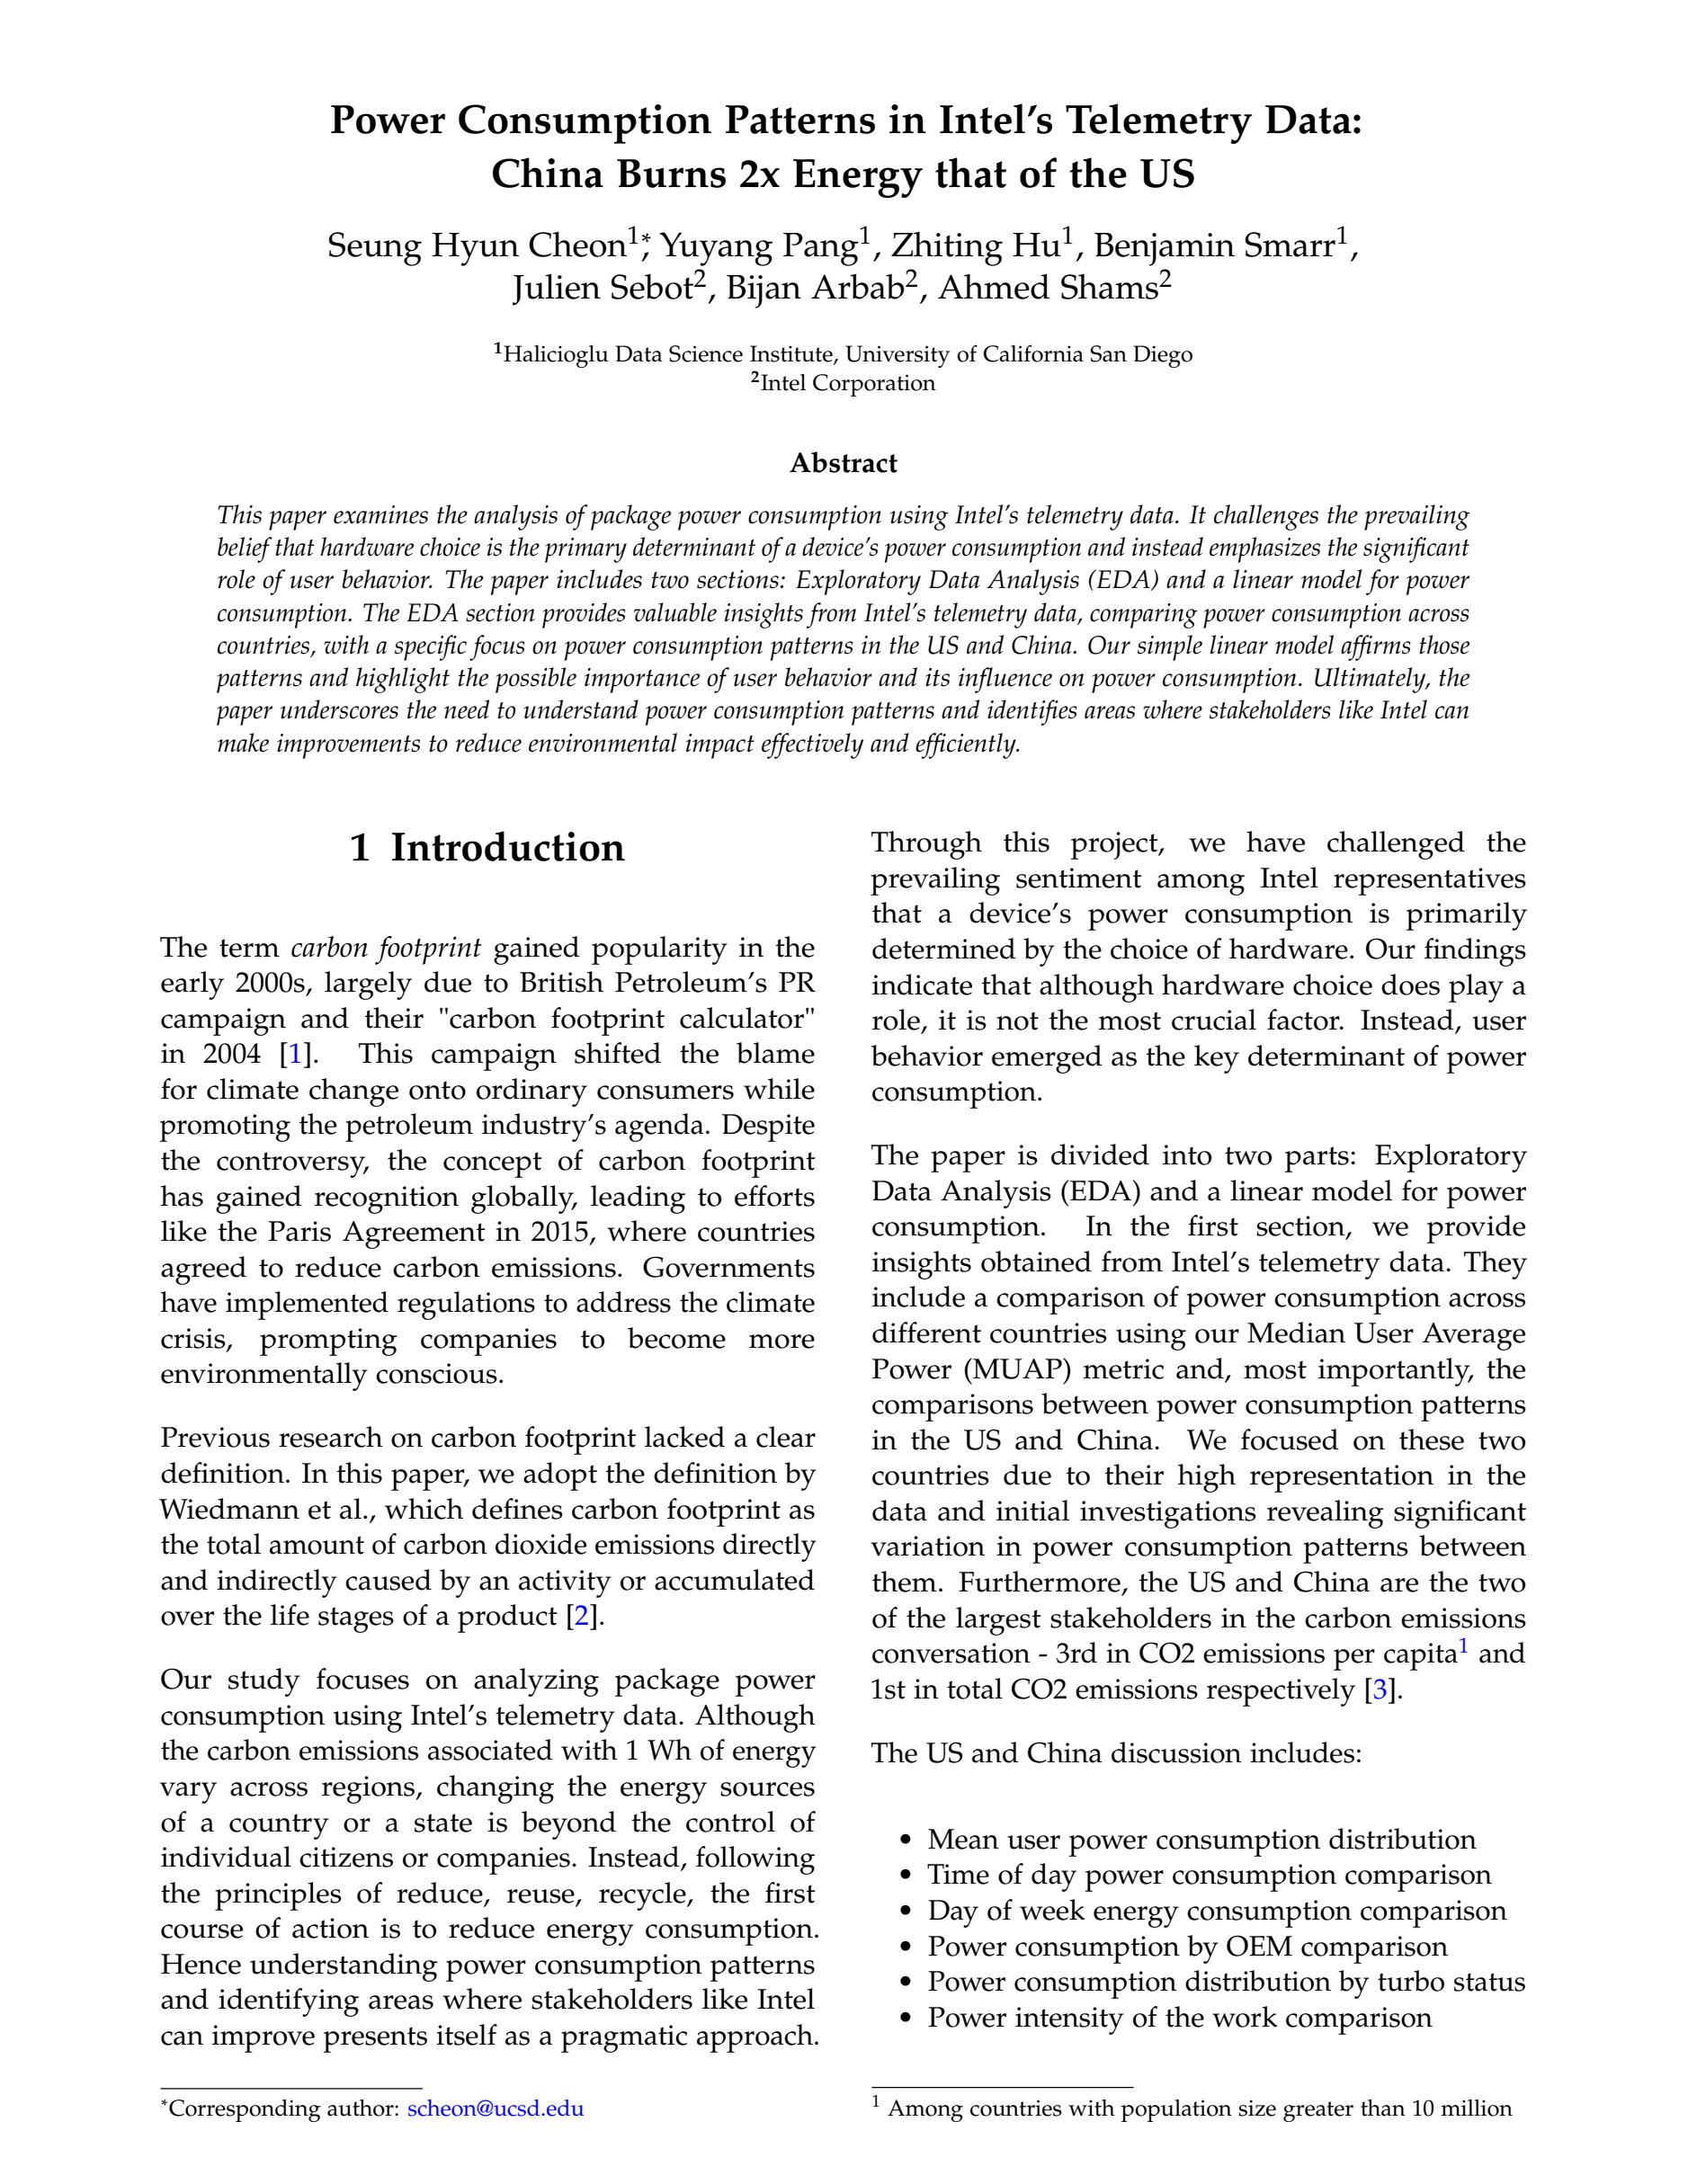 Power Consumption Patterns in Intel's Telemetry Data:
China Burns 2x Energy that of the US
Seung Hyun Cheon1*, Yuyang Pang1, Zhiting Hu1, Benjamin Smarr1,
Julien Sebot2, Bijan Arbab2, Ahmed Shams2
1Halicioglu Data Science Institute, University of California San Diego
2Intel Corporation
Abstract
This paper examines the analysis of package power consumption using Intel's telemetry data. It challenges the prevailing
belief that hardware choice is the primary determinant of a device's power consumption and instead emphasizes the significant
role of user behavior. The paper includes two sections: Exploratory Data Analysis (EDA) and a linear model for power
consumption. The EDA section provides valuable insights from Intel's telemetry data, comparing power consumption across
countries, with a specific focus on power consumption patterns in the US and China. Our simple linear model affirms those
patterns and highlight the possible importance of user behavior and its influence on power consumption. Ultimately, the
paper underscores the need to understand power consumption patterns and identifies areas where stakeholders like Intel can
make improvements to reduce environmental impact effectively and efficiently.
1 Introduction
The term carbon footprint gained popularity in the
early 2000s, largely due to British Petroleum's PR
campaign and their "carbon footprint calculator"
in 2004 [1]. This campaign shifted the blame
for climate change onto ordinary consumers while
promoting the petroleum industry's agenda. Despite
the controversy, the concept of carbon footprint
has gained recognition globally, leading to efforts
like the Paris Agreement in 2015, where countries
agreed to reduce carbon emissions. Governments
have implemented regulations to address the climate
crisis, prompting companies to become more
environmentally conscious.
Previous research on carbon footprint lacked a clear
definition. In this paper, we adopt the definition by
Wiedmann et al., which defines carbon footprint as
the total amount of carbon dioxide emissions directly
and indirectly caused by an activity or accumulated
over the life stages of a product [2].
Our study focuses on analyzing package power
consumption using Intel's telemetry data. Although
the carbon emissions associated with 1 Wh of energy
vary across regions, changing the energy sources
of a country or a state is beyond the control of
individual citizens or companies. Instead, following
the principles of reduce, reuse, recycle, the first
course of action is to reduce energy consumption.
Hence understanding power consumption patterns
and identifying areas where stakeholders like Intel
can improve presents itself as a pragmatic approach.
*Corresponding author: scheon@ucsd.edu
Through this project, we have challenged the
prevailing sentiment among Intel representatives
that a device's power consumption is primarily
determined by the choice of hardware. Our findings
indicate that although hardware choice does play a
role, it is not the most crucial factor. Instead, user
behavior emerged as the key determinant of power
consumption.
The paper is divided into two parts: Exploratory
Data Analysis (EDA) and a linear model for power
consumption. In the first section, we provide
insights obtained from Intel's telemetry data. They
include a comparison of power consumption across
different countries using our Median User Average
Power (MUAP) metric and, most importantly, the
comparisons between power consumption patterns
in the US and China. We focused on these two
countries due to their high representation in the
data and initial investigations revealing significant
variation in power consumption patterns between
them. Furthermore, the US and China are the two
of the largest stakeholders in the carbon emissions
conversation - 3rd in CO2 emissions per capita1 and
1st in total CO2 emissions respectively [3].
The US and China discussion includes:
• Mean user power consumption distribution
• Time of day power consumption comparison
• Day of week energy consumption comparison
• Power consumption by OEM comparison
• Power consumption distribution by turbo status
• Power intensity of the work comparison
1 Among countries with population size greater than 10 million